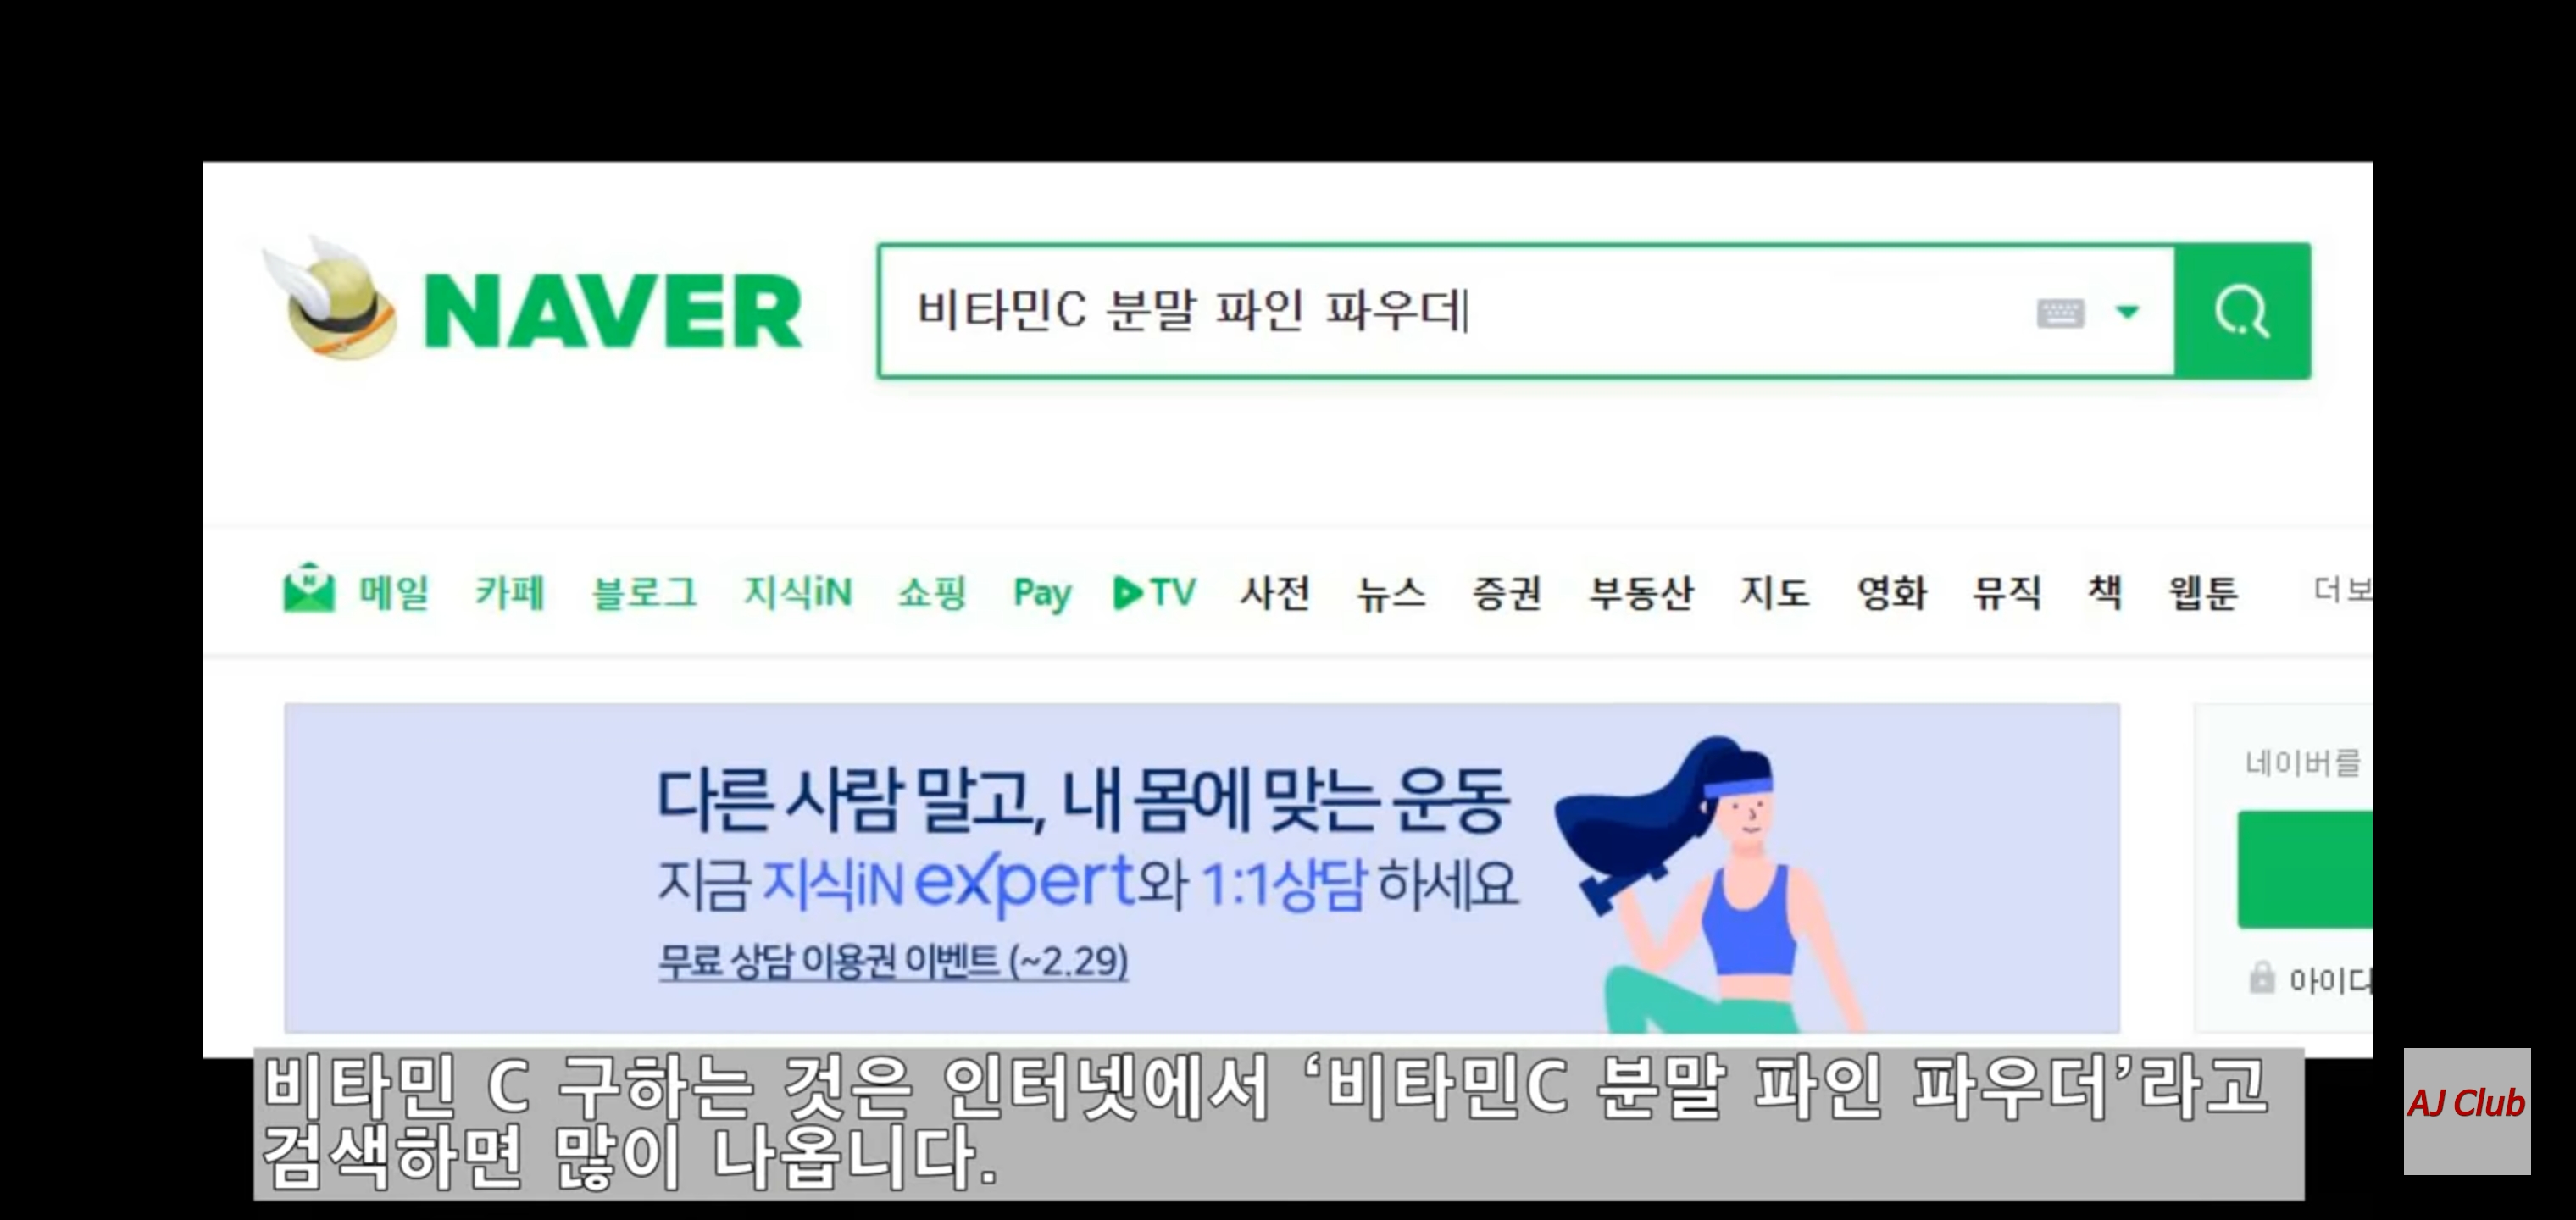 NAVER
비타민C 분말 파인 파우더
메일 카페 블로그 지식iN 쇼핑 Pay TV 사전 뉴스 증권 부동산 지도 영화 뮤직 책 웹툰 더보
다른 사람 말고, 내 몸에 맞는 운동
지금 지식iN expert와 1:1상담 하세요
무료 상담 이용권 이벤트 (~2.29)
네이버를
아이디
비타민 C 구하는 것은 인터넷에서 ‘비타민C 분말 파인 파우더’라고
검색하면 많이 나옵니다.
AJ Club